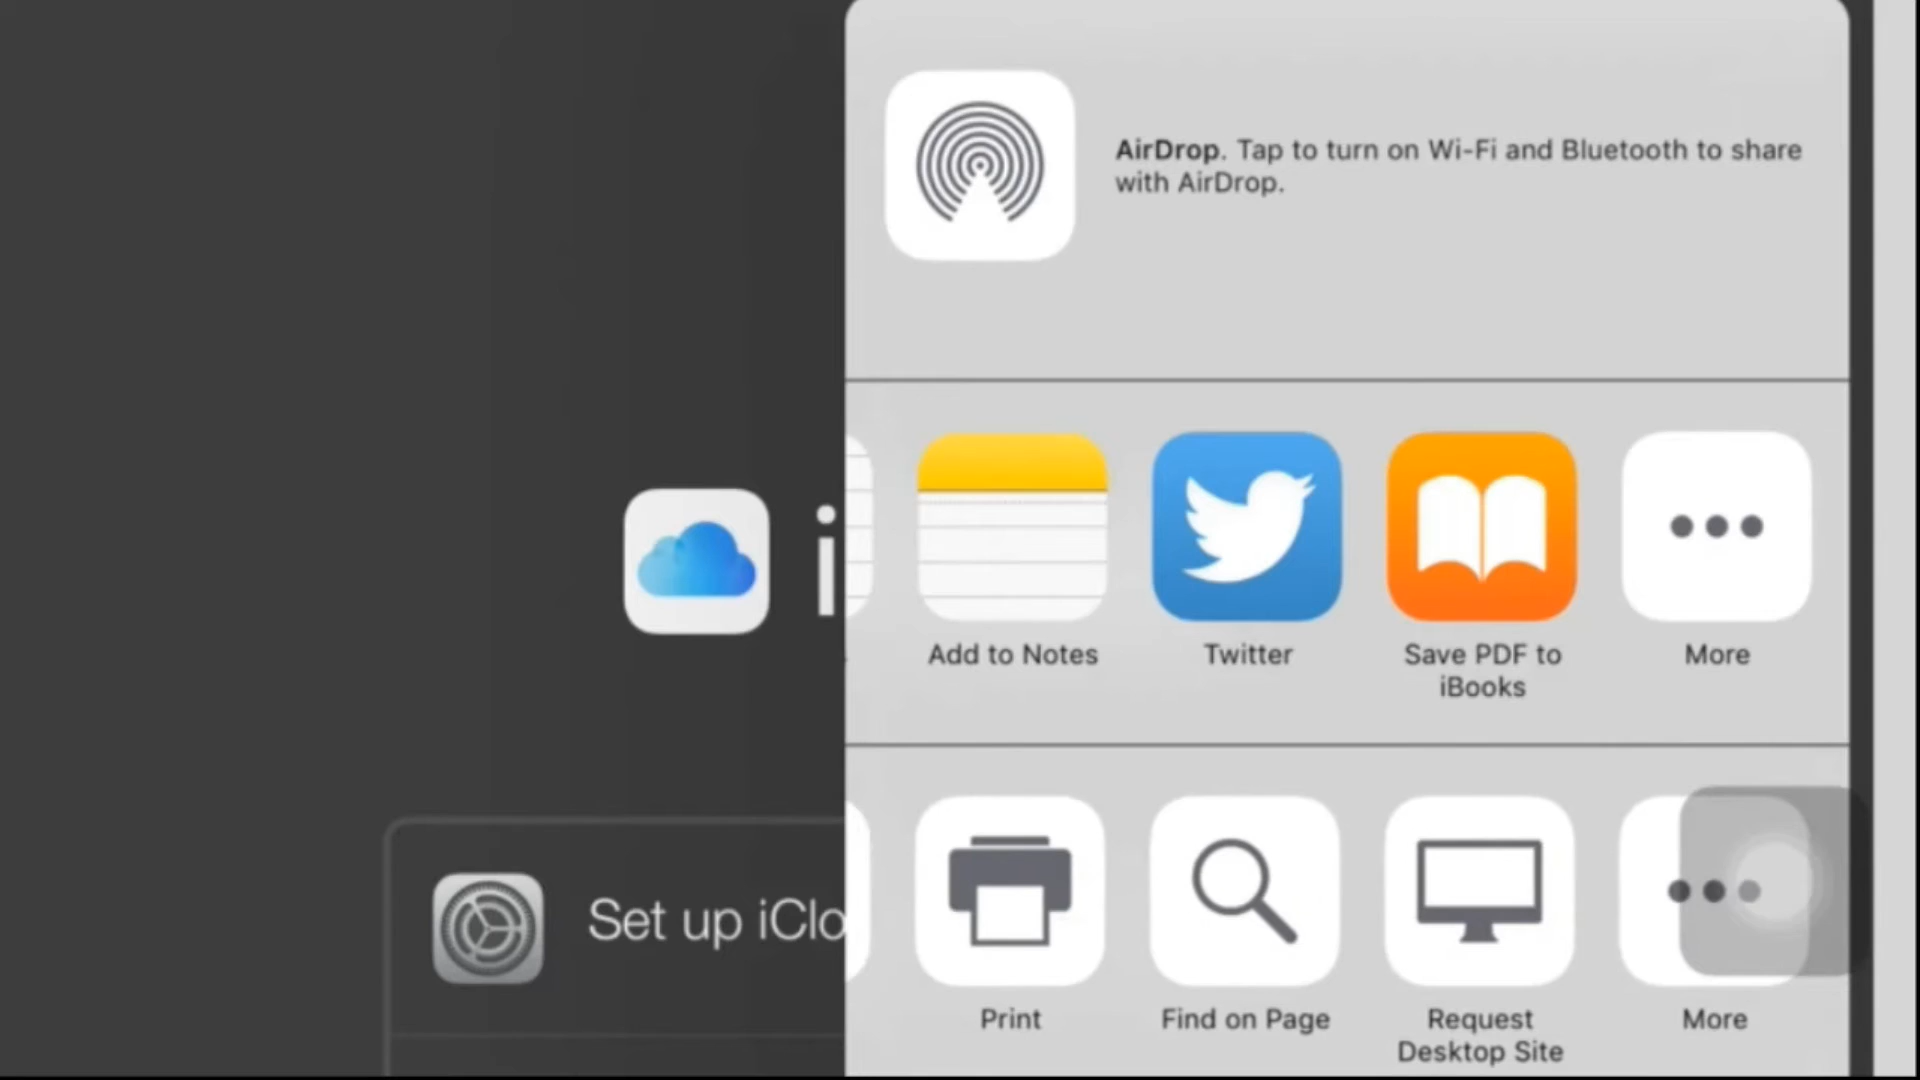 AirDrop. Tap to turn on Wi-Fi and Bluetooth to share
with AirDrop.
i
Add to Notes
Twitter
Save PDF to
iBooks
More
Set up iClo
Print
Find on Page
Request
Desktop Site
More